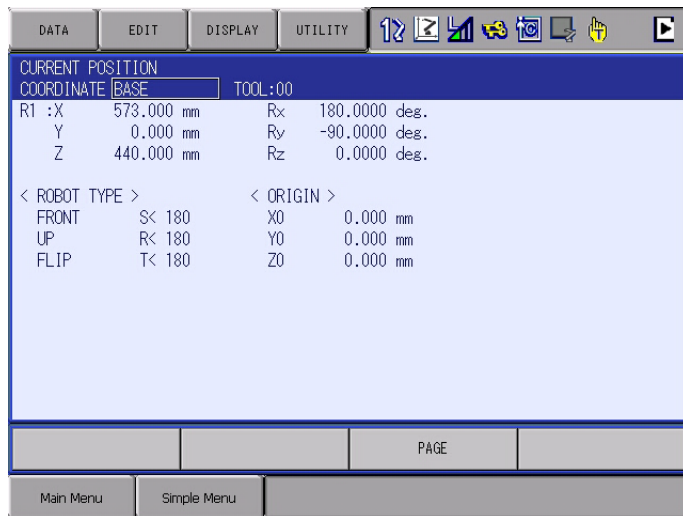 DATA EDIT DISPLAY UTILITY
CURRENT POSITION
COORDINATE BASE TOOL:00
R1 :X 573.000 mm Rx 180.0000 deg.
Y 0.000 mm Ry -90.0000 deg.
Z 440.000 mm Rz 0.0000 deg.
< ROBOT TYPE > < ORIGIN >
FRONT S< 180 X0 0.000 mm
UP R< 180 Y0 0.000 mm
FLIP T< 180 Z0 0.000 mm
PAGE
Main Menu Simple Menu